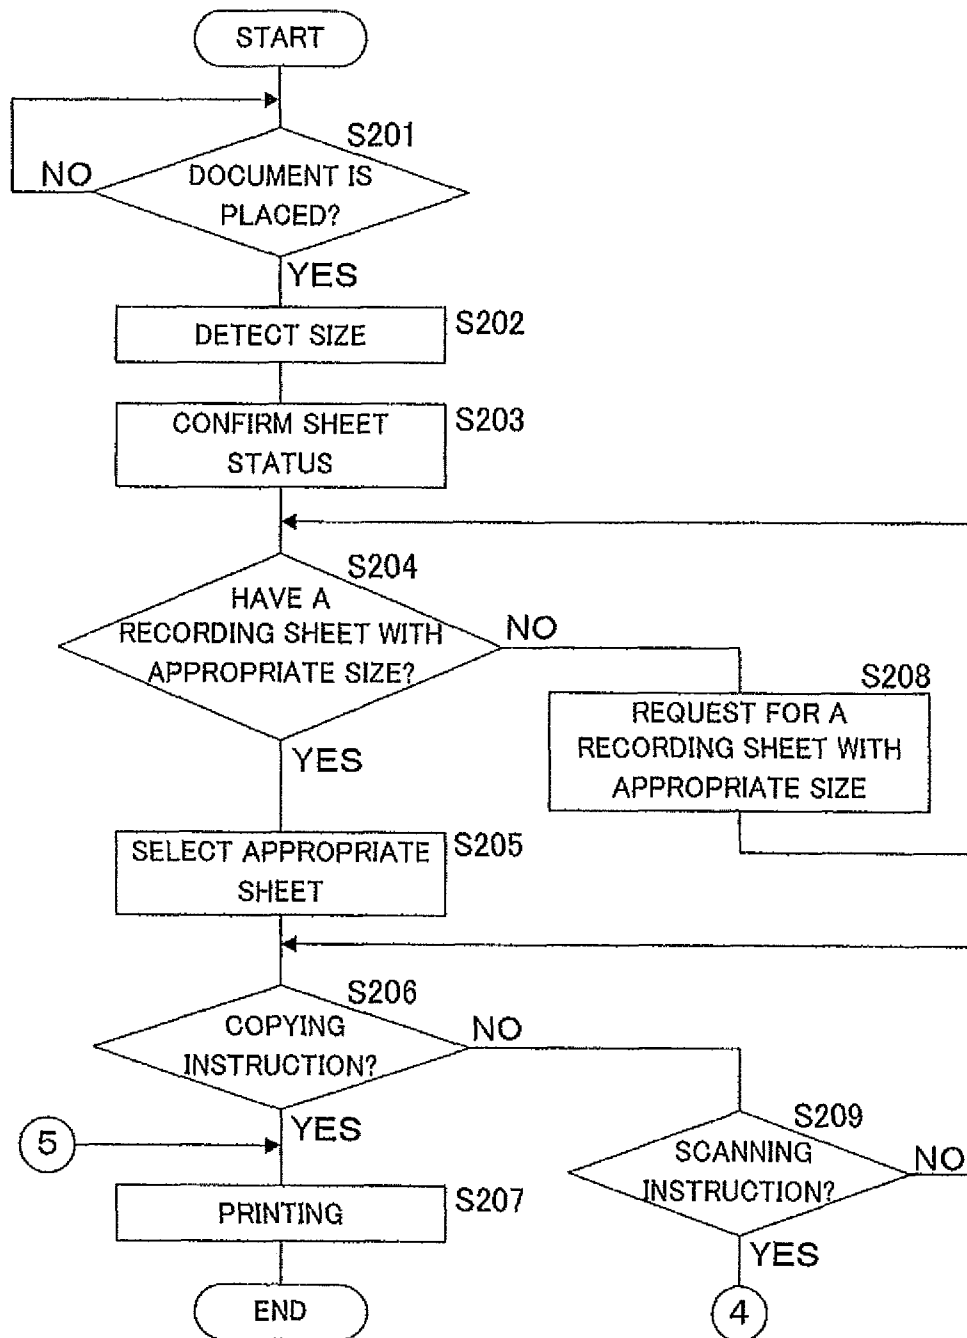 START
S201
NO
DOCUMENT IS
PLACED?
YES
DETECT SIZE
S202
CONFIRM SHEET
STATUS
S203
S204
HAVE A
RECORDING SHEET WITH
APPROPRIATE SIZE?
NO
YES
S208
REQUEST FOR A
RECORDING SHEET WITH
APPROPRIATE SIZE
SELECT APPROPRIATE
SHEET
S205
S206
COPYING
INSTRUCTION?
NO
YES
5
S209
SCANNING
INSTRUCTION?
NO
YES
PRINTING
S207
END
4